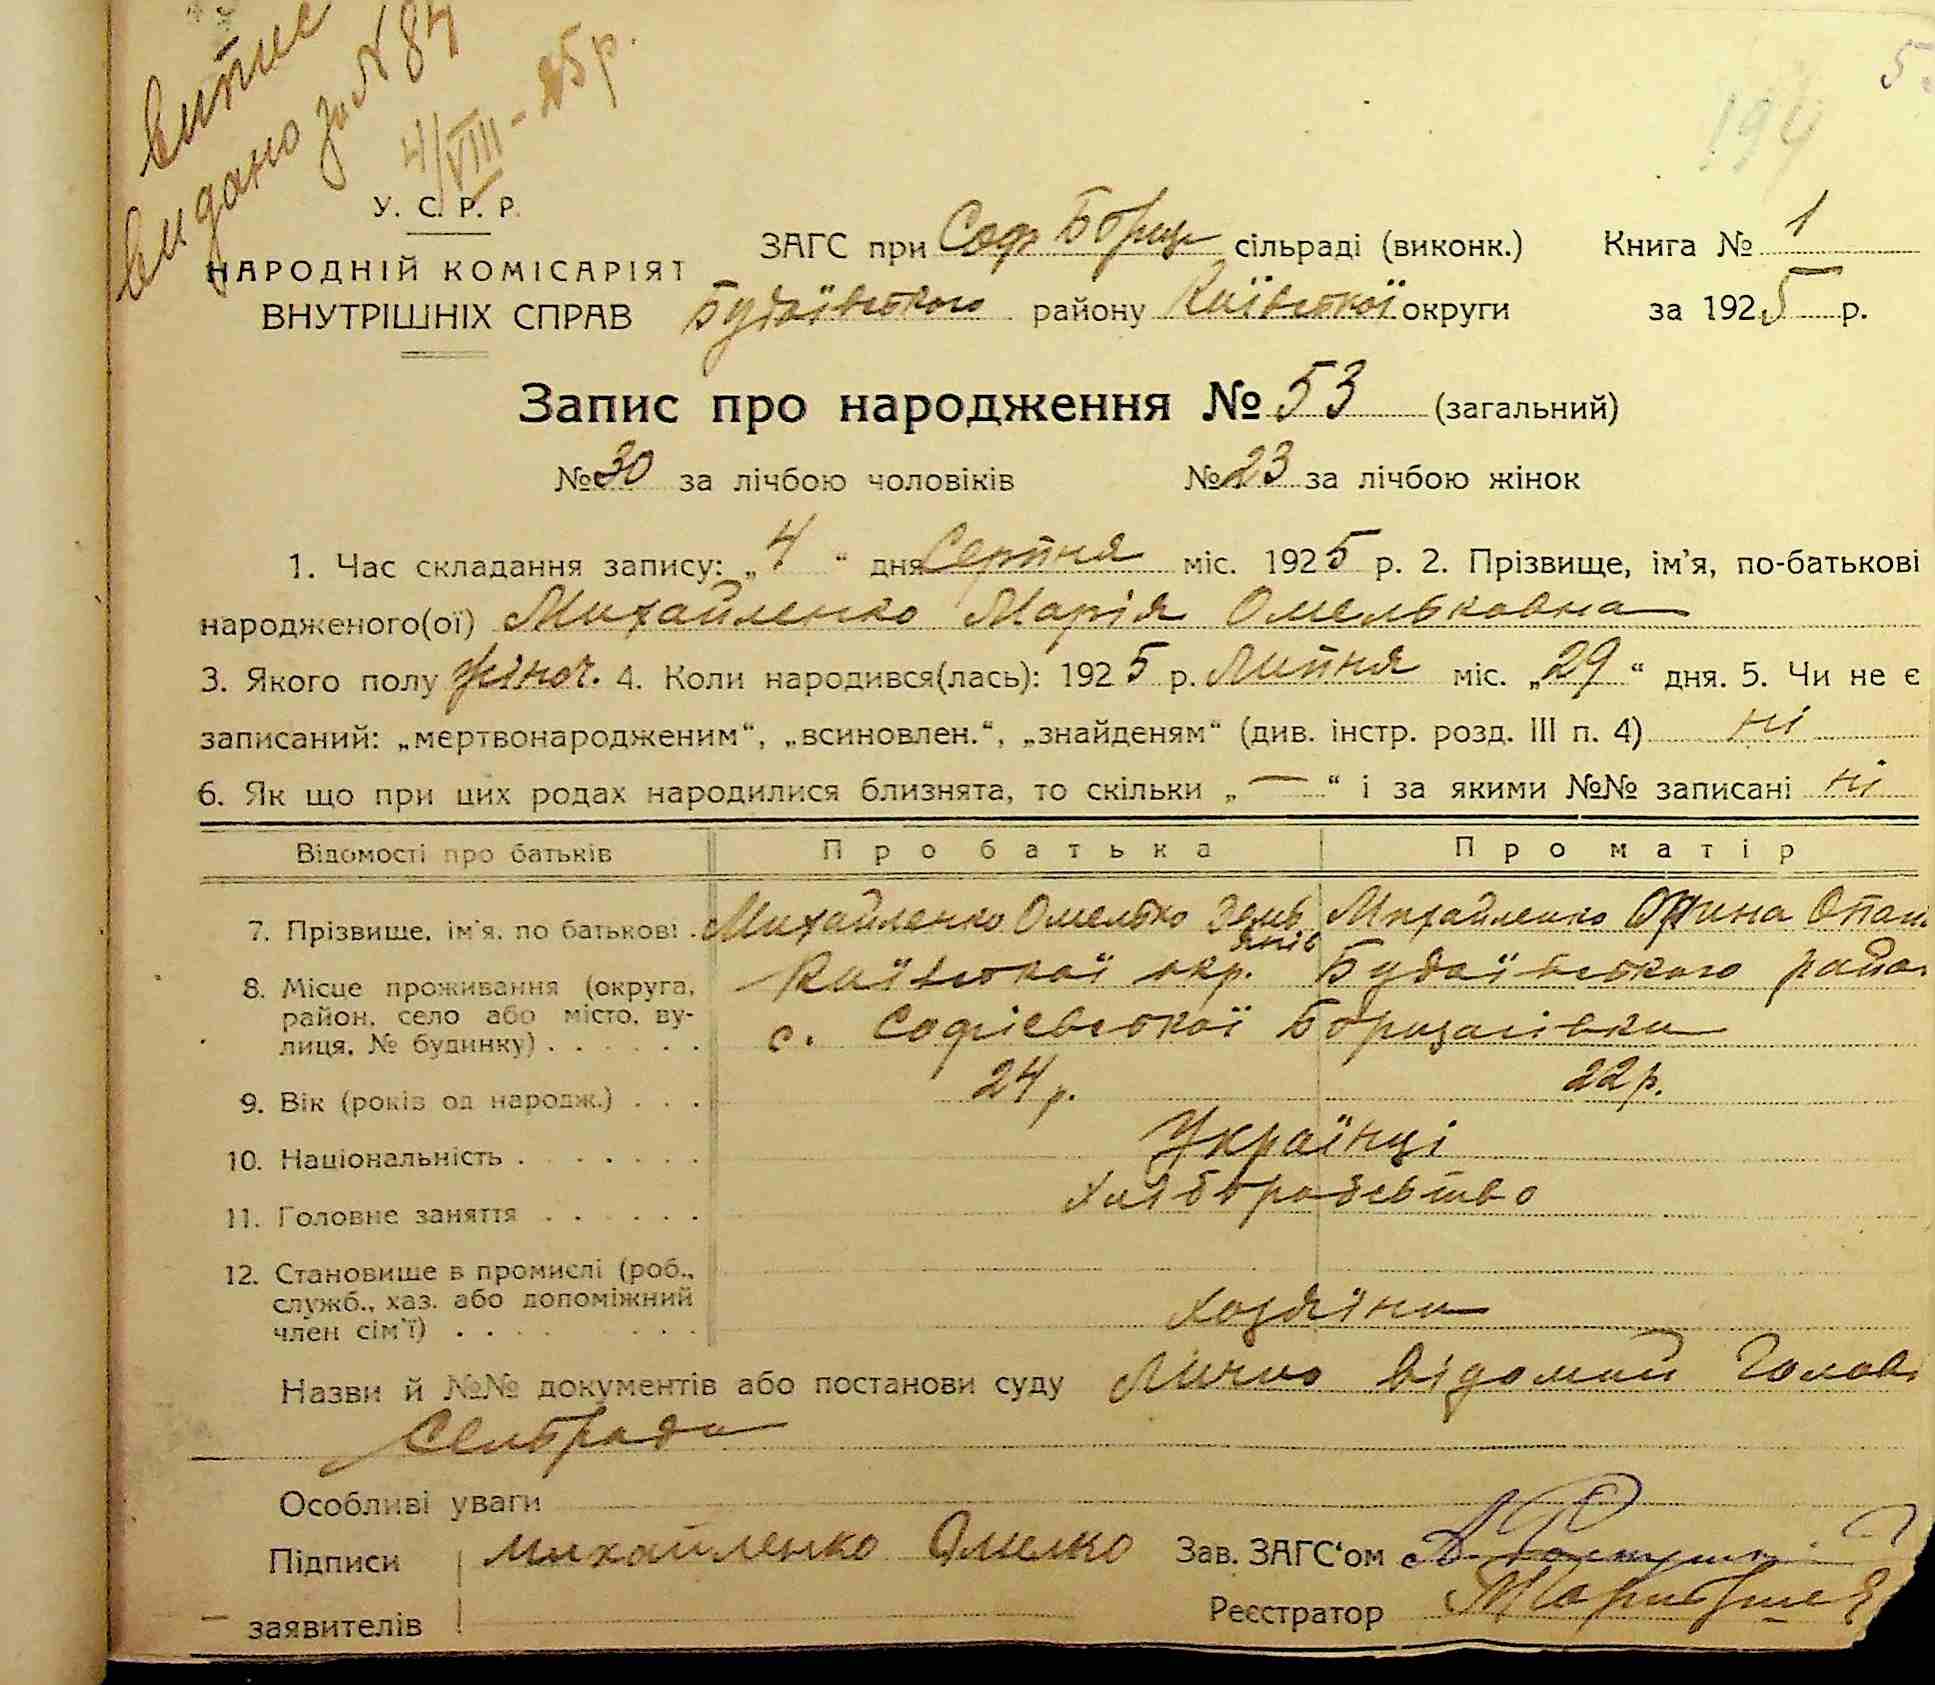 5
194
витяг
видано за № 84
4/VIII - 25 р.
У. С. Р. Р.
НАРОДНІЙ КОМІСАРІЯТ
ВНУТРІШНІХ СПРАВ
ЗАГС при Соф Борщ сільраді (виконк.) Книга № 1
Будаївського району Київської округи за 1925 р.
Запис про народження № 53 (загальний)
№ 30 за лічбою чоловіків № 23 за лічбою жінок
1. Час складання запису: „4“ дня Серпня міс. 1925 р. 2. Прізвище, ім'я, по-батькові
народженого(ої) Михайленко Марія Омельковна
3. Якого полу жіноч. 4. Коли народився(лась): 1925 р. Липня міс. „29“ дня. 5. Чи не є
записаний: „мертвонародженим“, „всиновлен.“, „знайденям“ (див. інстр. розд. III п. 4) ні
6. Як що при цих родах народилися близнята, то скільки „—“ і за якими №№ записані ні
Відомості про батьків Про батька Про матір
7. Прізвище, ім'я, по батькові . Михайленко Омелько Демьянів Михайленко Орина Опан
8. Місце проживання (округа, Київської окр. Будаївського район
район, село або місто, вулиця, № будинку) . . . . . . с. Софієвської Борщагівки
9. Вік (років од народж.) . . . 24 р. 22 р.
10. Національність . . . . . . . Українці
11. Головне заняття . . . . . . Хліборобство
12. Становище в промислі (роб.,
служб., хаз. або допоміжний
член сім'ї) . . . . . . . . Хозяїни
Назви й №№ документів або постанови суду Лично відомий Голові
Сельради
Особливі уваги
Підписи Михайленко Омелко Зав. ЗАГС'ом
заявителів Реєстратор